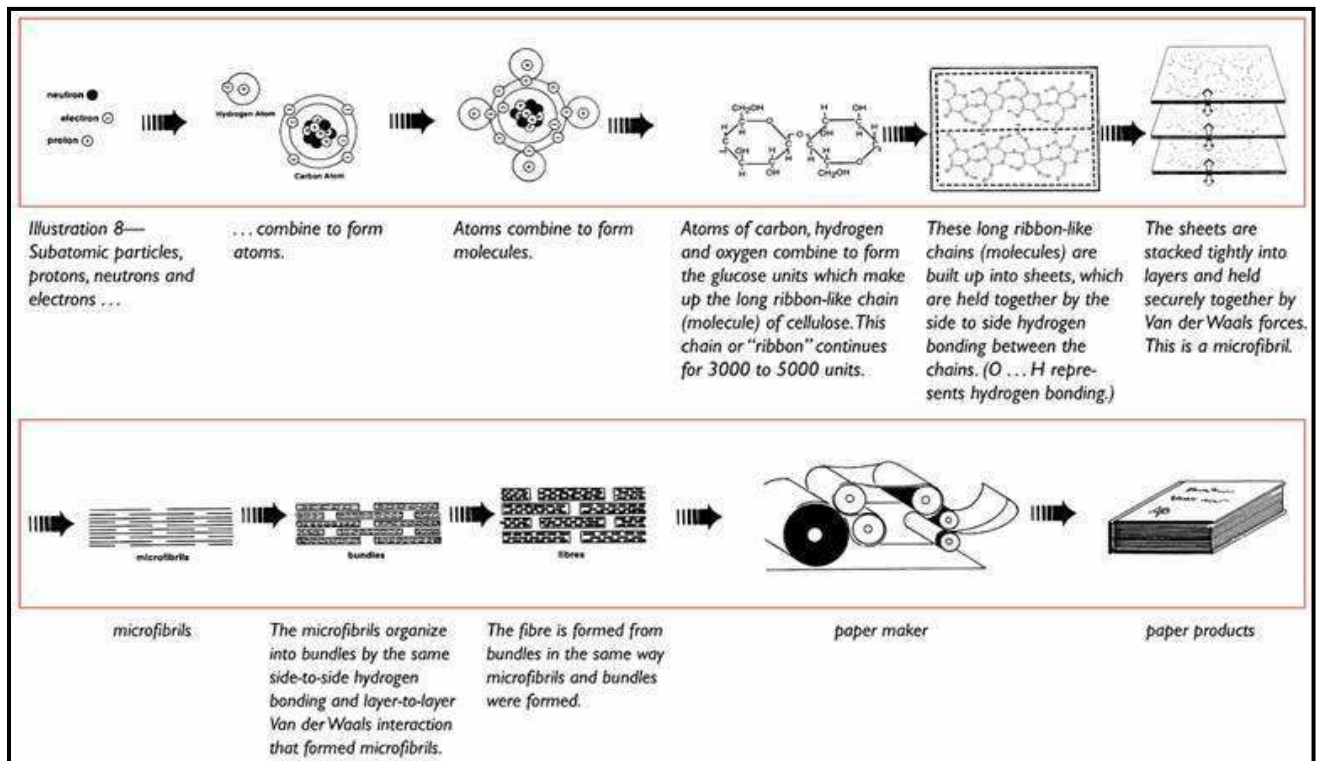 neutron
electron
proton
Hydrogen Atom
Carbon Atom
CH₂OH
OH
CH₂OH
Illustration 8—
Subatomic particles,
protons, neutrons and
electrons ...
... combine to form
atoms.
Atoms combine to form
molecules.
Atoms of carbon, hydrogen
and oxygen combine to form
the glucose units which make
up the long ribbon-like chain
(molecule) of cellulose. This
chain or “ribbon” continues
for 3000 to 5000 units.
These long ribbon-like
chains (molecules) are
built up into sheets, which
are held together by the
side to side hydrogen
bonding between the
chains. (O ... H repre-
sents hydrogen bonding.)
The sheets are
stacked tightly into
layers and held
securely together by
Van der Waals forces.
This is a microfibril.
microfibrils
bundles
libres
microfibrils
The microfibrils organize
into bundles by the same
side-to-side hydrogen
bonding and layer-to-layer
Van der Waals interaction
that formed microfibrils.
The fibre is formed from
bundles in the same way
microfibrils and bundles
were formed.
paper maker
paper products